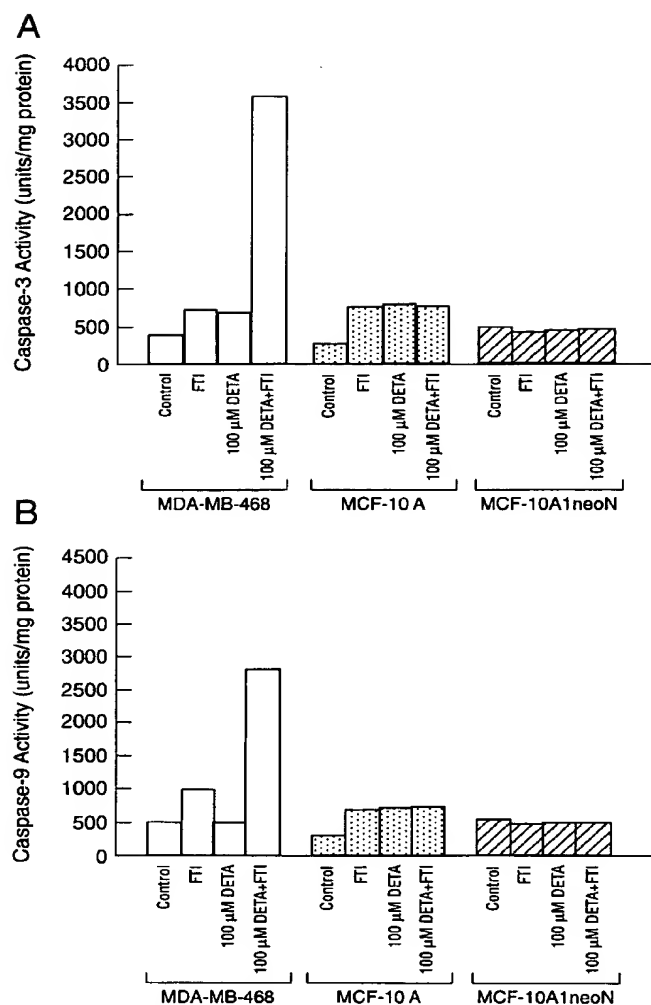 A
Caspase-3 Activity (units/mg protein)
4000
3500
3000
2500
2000
1500
1000
500
0
Control
FTI
100 µM DETA
100 µM DETA+FTI
Control
FTI
100 µM DETA
100 µM DETA+FTI
Control
FTI
100 µM DETA
100 µM DETA+FTI
MDA-MB-468
MCF-10 A
MCF-10A1neoN
B
Caspase-9 Activity (units/mg protein)
4500
4000
3500
3000
2500
2000
1500
1000
500
0
Control
FTI
100 µM DETA
100 µM DETA+FTI
Control
FTI
100 µM DETA
100 µM DETA+FTI
Control
FTI
100 µM DETA
100 µM DETA+FTI
MDA-MB-468
MCF-10 A
MCF-10A1neoN